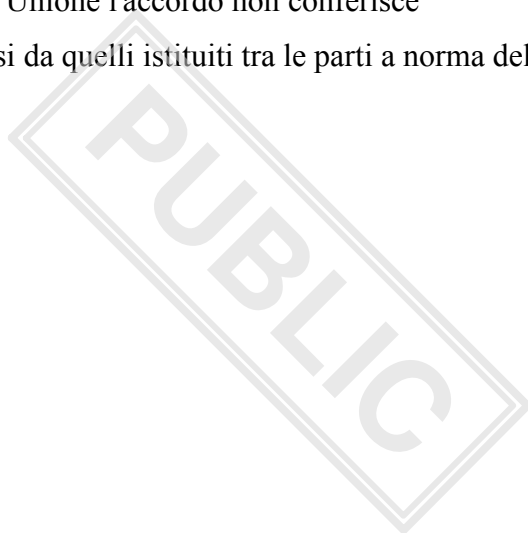 Unione l'accordo non conferisce
si da quelli istituiti tra le parti a norma del
PUBLIC